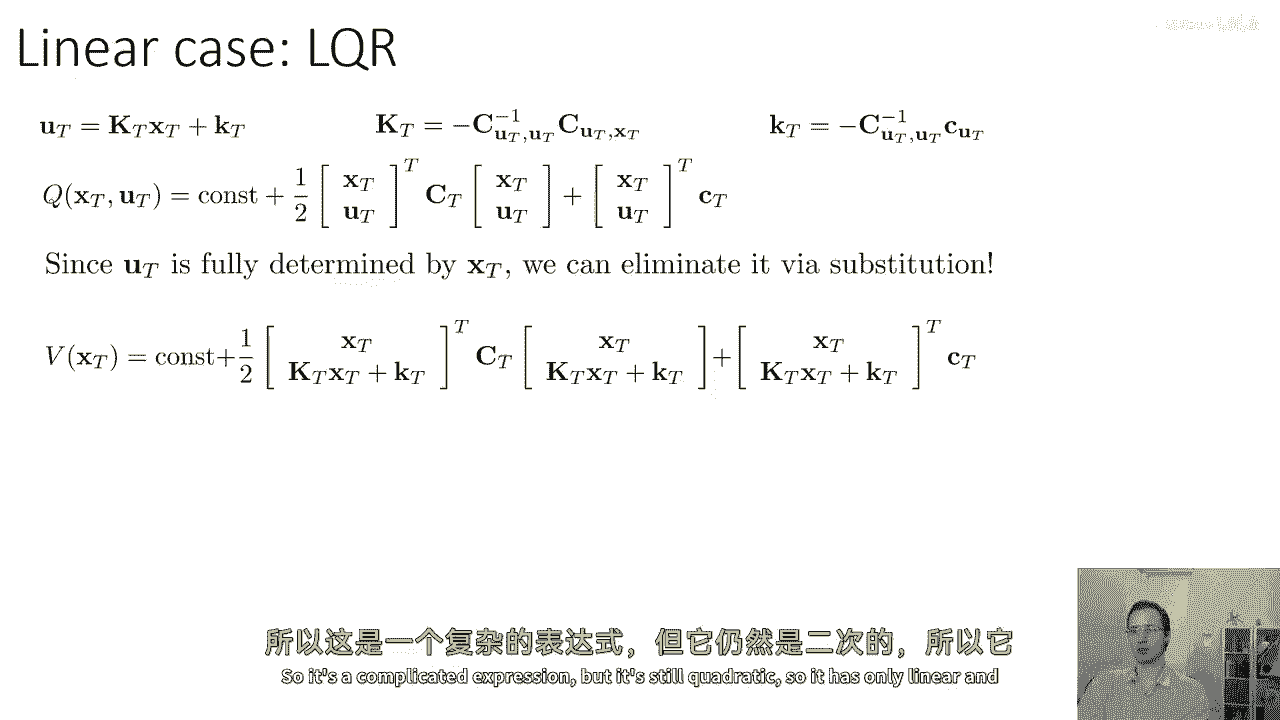 Linear case: LQR
$\mathbf{u}_T = \mathbf{K}_T\mathbf{x}_T + \mathbf{k}_T \quad \mathbf{K}_T = -\mathbf{C}_{\mathbf{u}_T,\mathbf{u}_T}^{-1}\mathbf{C}_{\mathbf{u}_T,\mathbf{x}_T} \quad \mathbf{k}_T = -\mathbf{C}_{\mathbf{u}_T,\mathbf{u}_T}^{-1}\mathbf{c}_{\mathbf{u}_T}$
$Q(\mathbf{x}_T, \mathbf{u}_T) = \text{const} + \frac{1}{2}\begin{bmatrix}\mathbf{x}_T\\ \mathbf{u}_T\end{bmatrix}^T \mathbf{C}_T \begin{bmatrix}\mathbf{x}_T\\ \mathbf{u}_T\end{bmatrix} + \begin{bmatrix}\mathbf{x}_T\\ \mathbf{u}_T\end{bmatrix}^T \mathbf{c}_T$
Since $\mathbf{u}_T$ is fully determined by $\mathbf{x}_T$, we can eliminate it via substitution!
$V(\mathbf{x}_T) = \text{const} + \frac{1}{2}\begin{bmatrix}\mathbf{x}_T\\ \mathbf{K}_T\mathbf{x}_T + \mathbf{k}_T\end{bmatrix}^T \mathbf{C}_T \begin{bmatrix}\mathbf{x}_T\\ \mathbf{K}_T\mathbf{x}_T + \mathbf{k}_T\end{bmatrix} + \begin{bmatrix}\mathbf{x}_T\\ \mathbf{K}_T\mathbf{x}_T + \mathbf{k}_T\end{bmatrix}^T \mathbf{c}_T$
所以这是一个复杂的表达式，但它仍然是二次的，所以它
So it's a complicated expression, but it's still quadratic, so it has only linear and